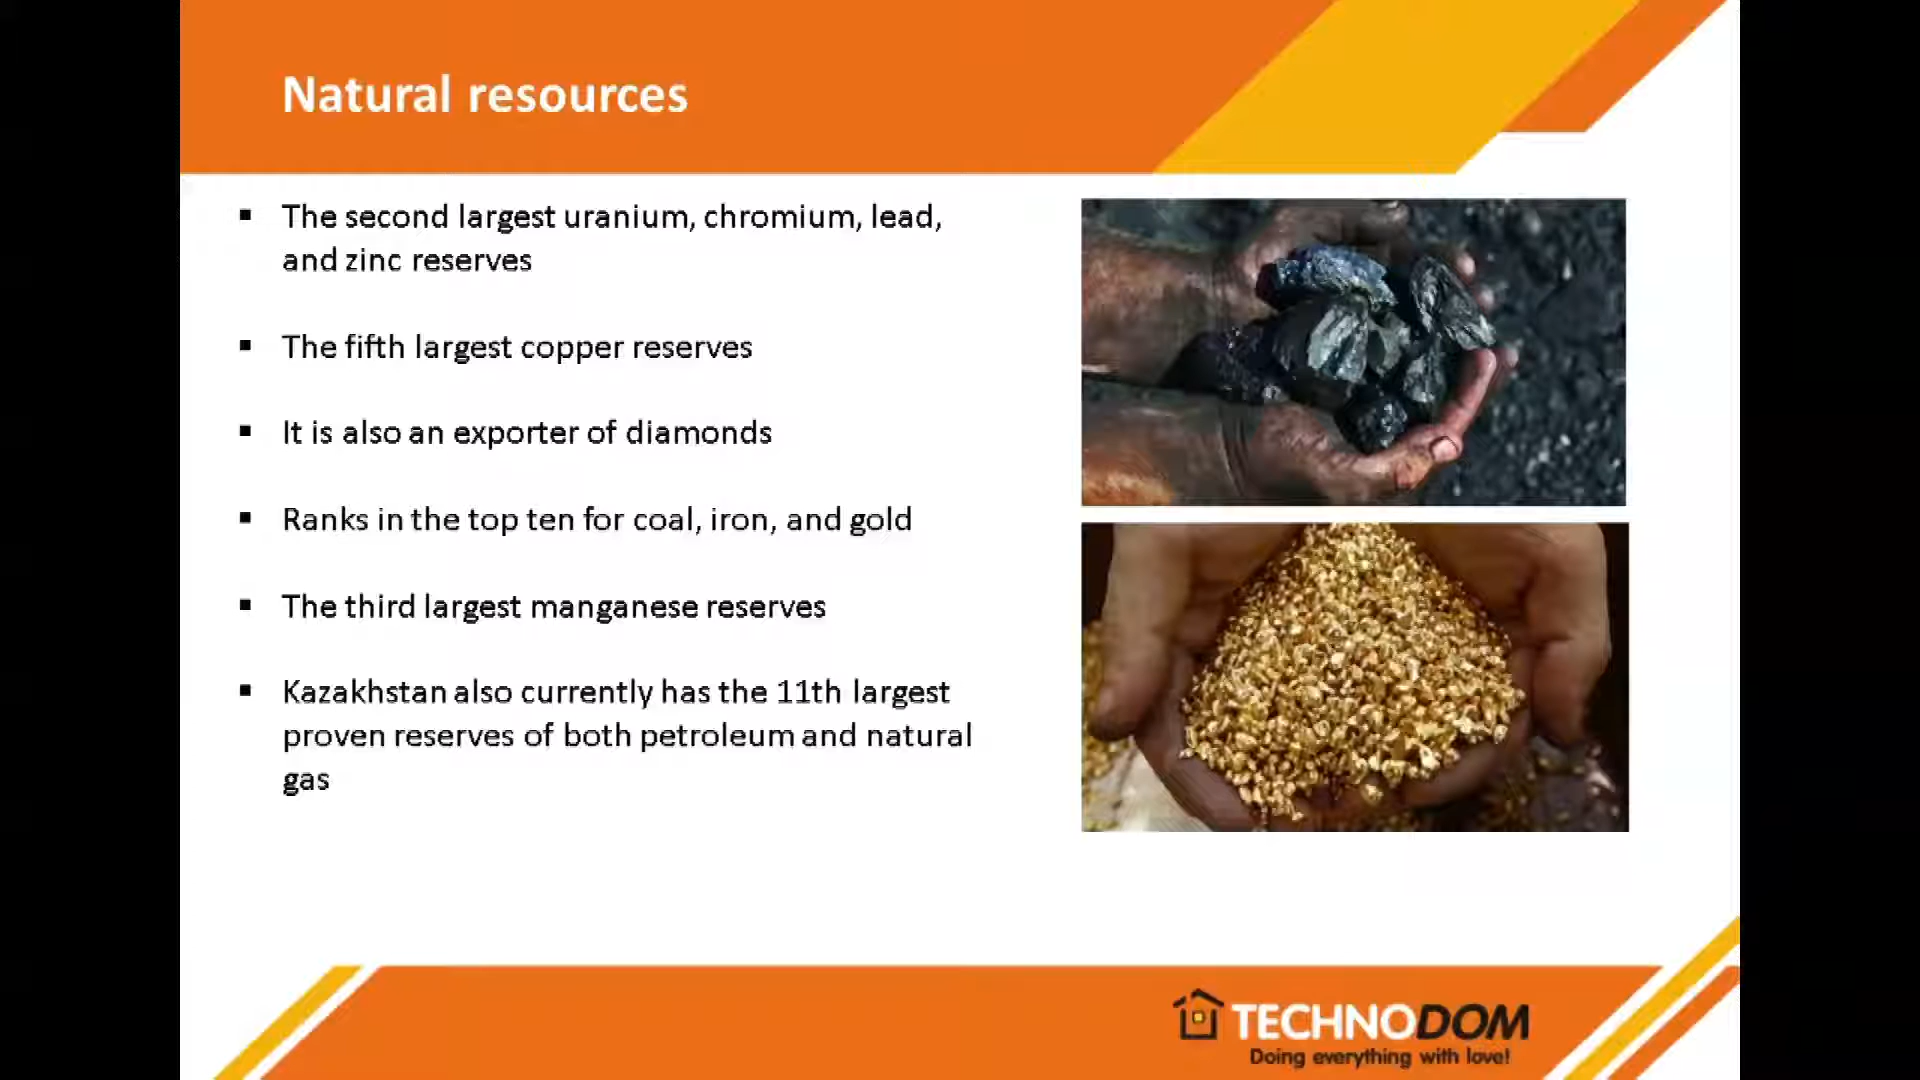 Natural resources
▪ The second largest uranium, chromium, lead,
and zinc reserves
▪ The fifth largest copper reserves
▪ It is also an exporter of diamonds
▪ Ranks in the top ten for coal, iron, and gold
▪ The third largest manganese reserves
▪ Kazakhstan also currently has the 11th largest
proven reserves of both petroleum and natural
gas
TECHNODOM
Doing everything with love!